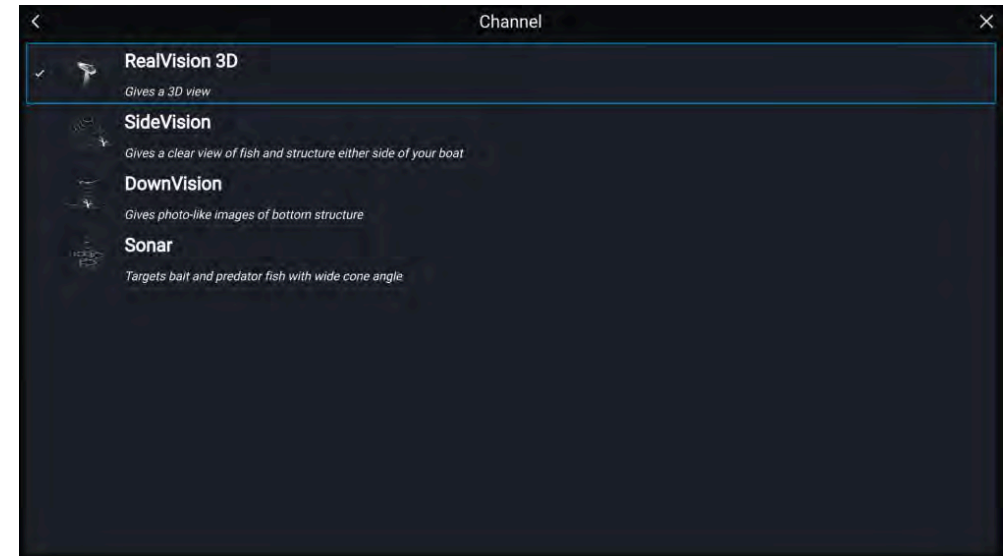 Channel
RealVision 3D
Gives a 3D view
SideVision
Gives a clear view of fish and structure either side of your boat
DownVision
Gives photo-like images of bottom structure
Sonar
Targets bait and predator fish with wide cone angle